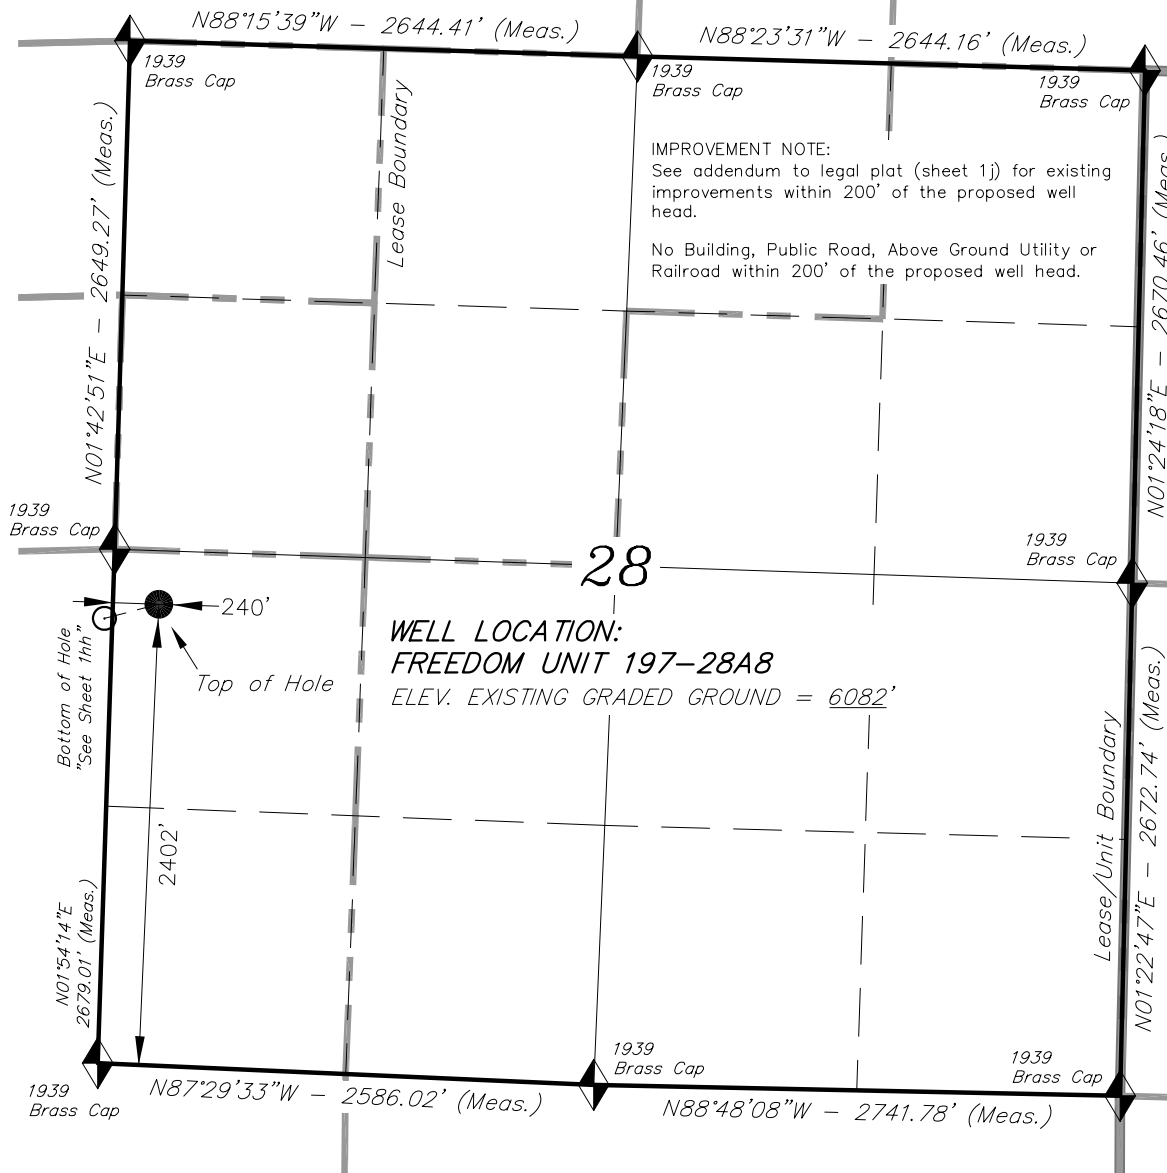 N88°15'39"W - 2644.41' (Meas.)
N88°23'31"W - 2644.16' (Meas.)
1939
Brass Cap
1939
Brass Cap
1939
Brass Cap
N01°42'51"E - 2649.27' (Meas.)
Lease Boundary
IMPROVEMENT NOTE:
See addendum to legal plat (sheet 1j) for existing
improvements within 200' of the proposed well
head.
No Building, Public Road, Above Ground Utility or
Railroad within 200' of the proposed well head.
N01°24'18"E - 2670.46' (Meas.)
1939
Brass Cap
1939
Brass Cap
28
240'
Top of Hole
Bottom of Hole
"See Sheet 1hh"
WELL LOCATION:
FREEDOM UNIT 197-28A8
ELEV. EXISTING GRADED GROUND = 6082'
2402'
Lease/Unit Boundary
N01°22'47"E - 2672.74' (Meas.)
N01°54'14"E
2679.01' (Meas.)
1939
Brass Cap
1939
Brass Cap
1939
Brass Cap
N87°29'33"W - 2586.02' (Meas.)
N88°48'08"W - 2741.78' (Meas.)